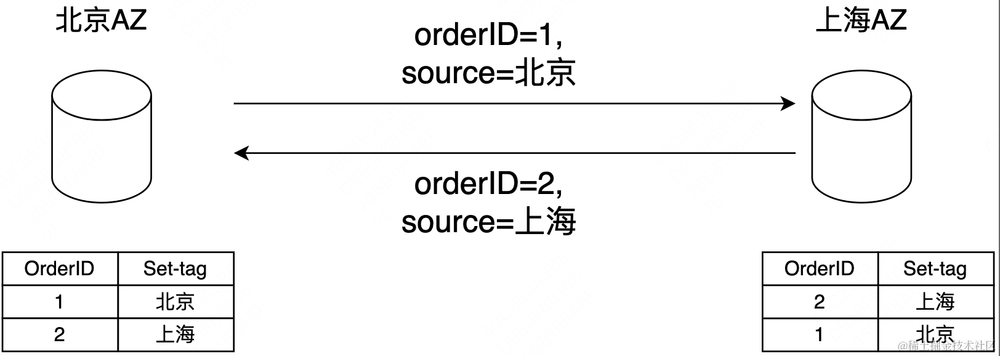 北京AZ
上海AZ
orderID=1,
source=北京
orderID=2,
source=上海
OrderID Set-tag
1 北京
2 上海
OrderID Set-tag
2 上海
1 北京
@稀土掘金技术社区